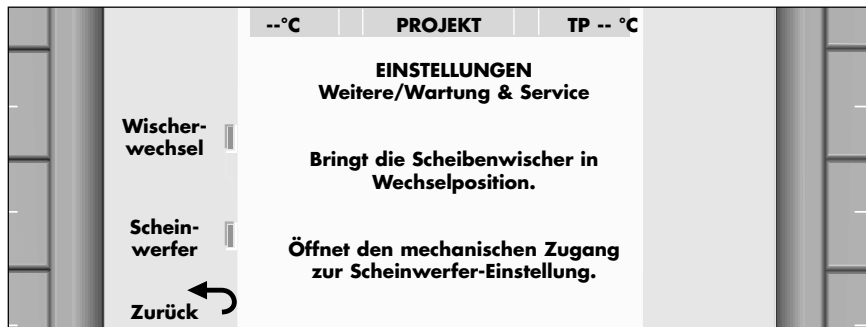 --°C PROJEKT TP -- °C
EINSTELLUNGEN
Weitere/Wartung & Service
Wischer-
wechsel
Bringt die Scheibenwischer in
Wechselposition.
Schein-
werfer
Öffnet den mechanischen Zugang
zur Scheinwerfer-Einstellung.
Zurück